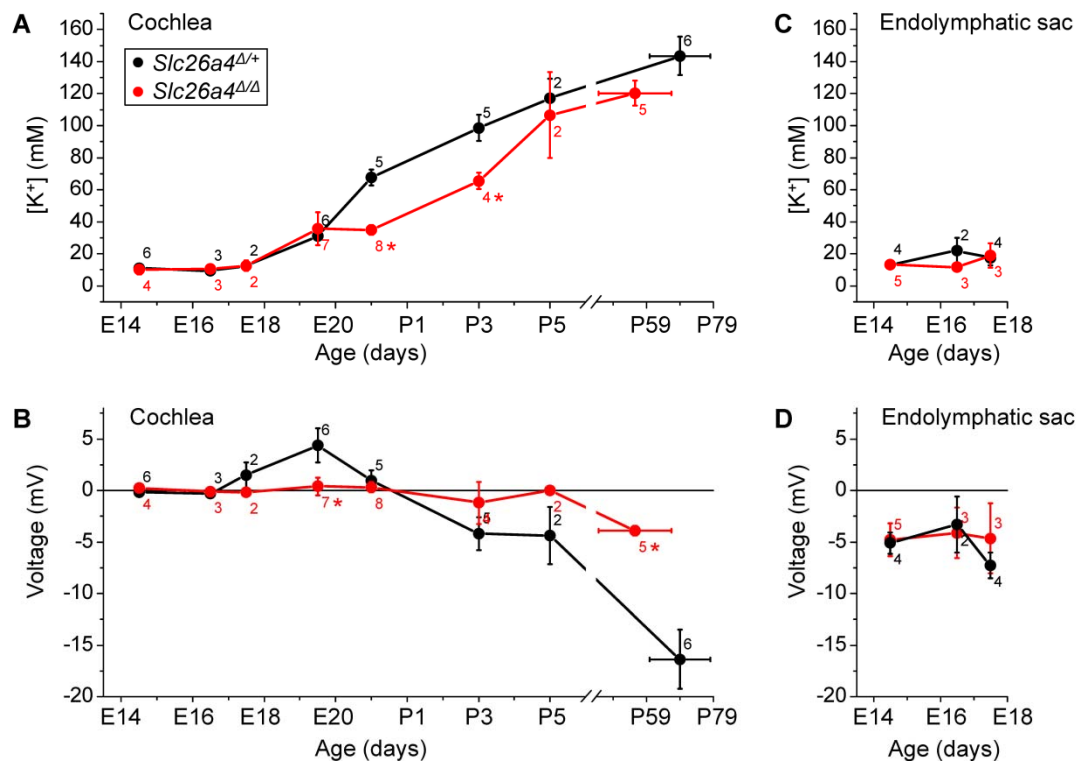 A
Cochlea
Slc26a4Δ/+
Slc26a4Δ/Δ
[K+] (mM)
160
140
120
100
80
60
40
20
0
6 3 2 6 5 5 2 6
4 3 2 7 8* 4* 2 5
E14 E16 E18 E20 P1 P3 P5 P59 P79
Age (days)
C
Endolymphatic sac
[K+] (mM)
160
140
120
100
80
60
40
20
0
4 2 4
5 3 3
E14 E16 E18
Age (days)
B
Cochlea
Voltage (mV)
5
0
-5
-10
-15
-20
6 3 2 6 5 5 2 6
4 3 2 7* 8 2 5*
E14 E16 E18 E20 P1 P3 P5 P59 P79
Age (days)
D
Endolymphatic sac
Voltage (mV)
5
0
-5
-10
-15
-20
5 3 3
4 2 4
E14 E16 E18
Age (days)